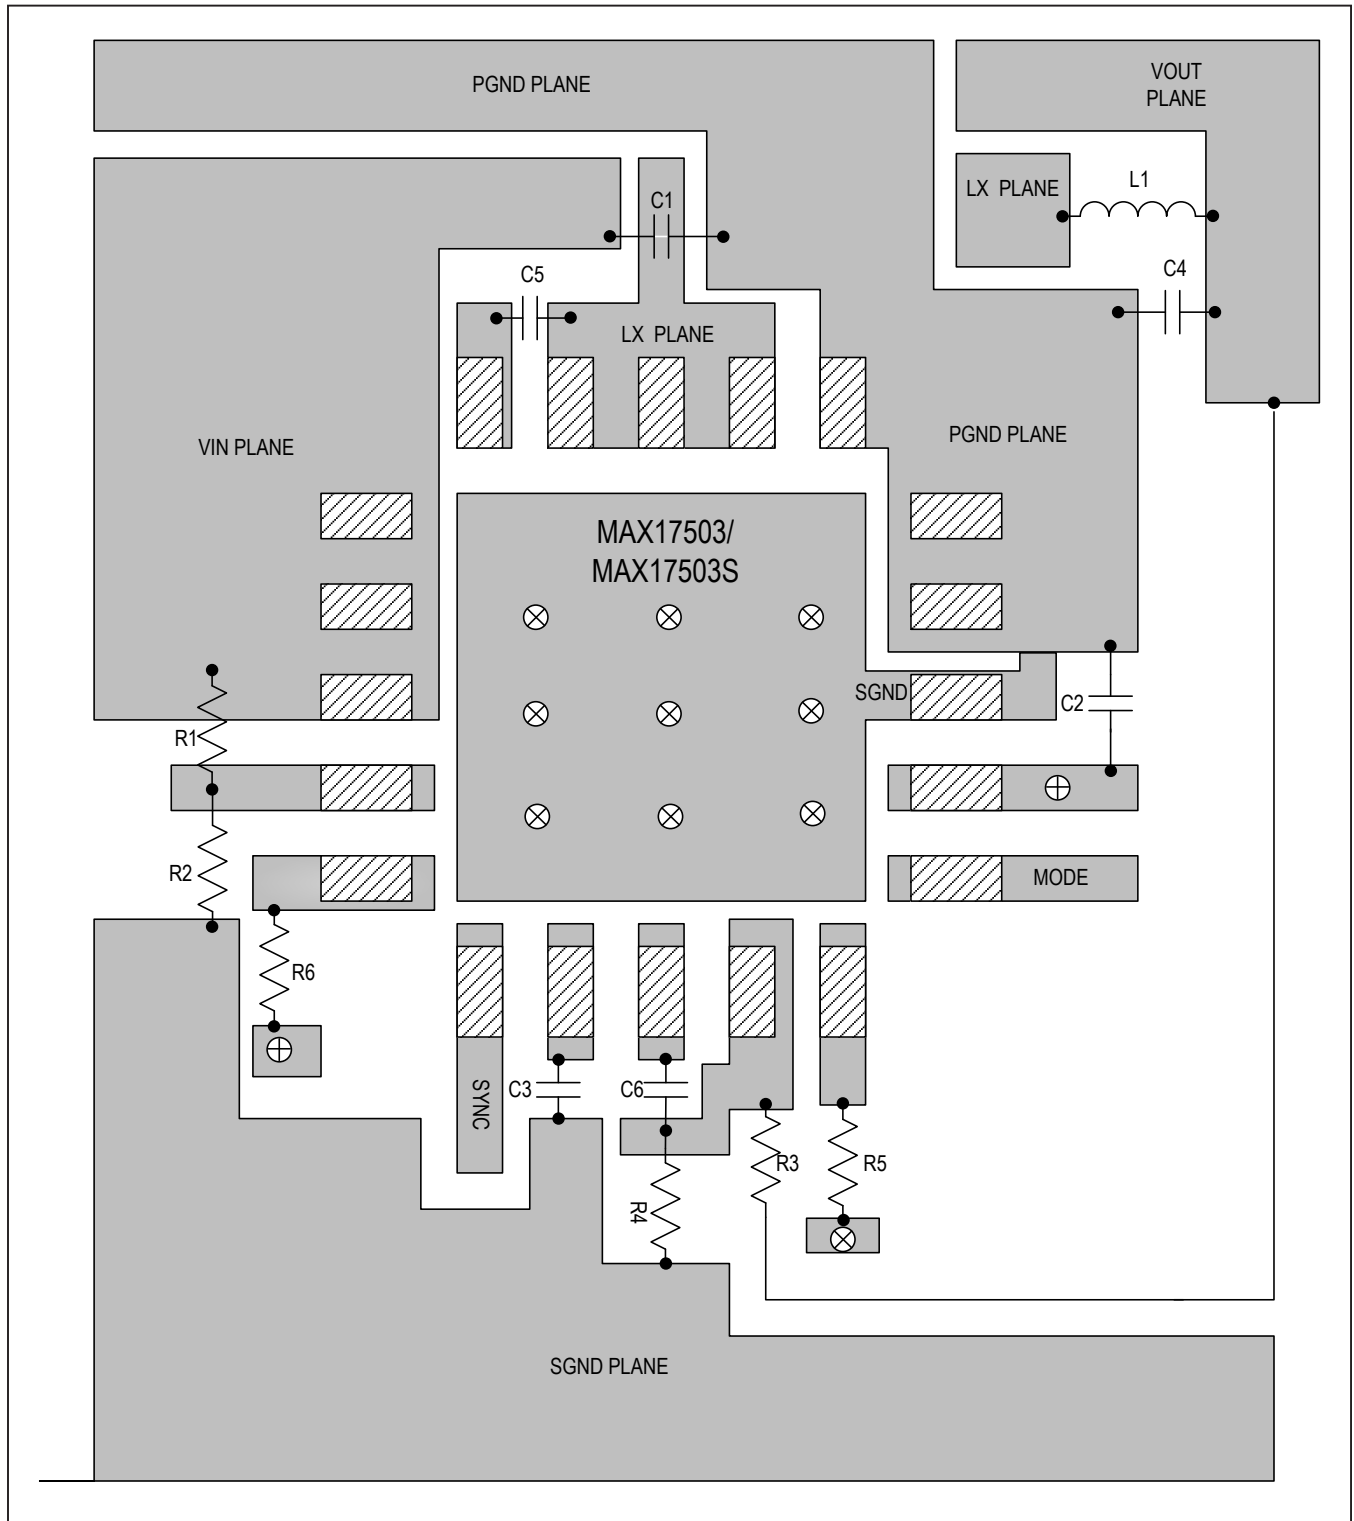 PGND PLANE
VOUT
PLANE
LX PLANE
L1
C1
C5
C4
LX PLANE
VIN PLANE
PGND PLANE
MAX17503/
MAX17503S
SGND
C2
R1
R2
MODE
R6
SYNC
C3
C6
R3
R5
R4
SGND PLANE